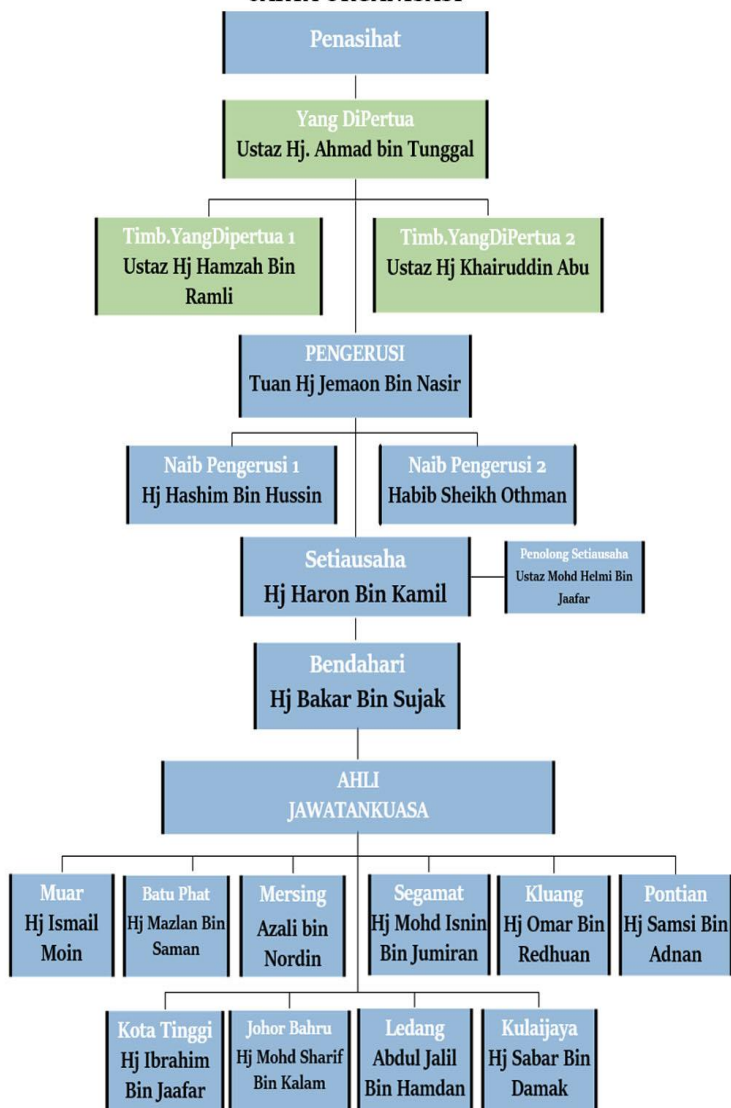 Penasihat
Yang DiPertua
Ustaz Hj. Ahmad bin Tunggal
Timb.YangDipertua 1
Ustaz Hj Hamzah Bin
Ramli
Timb.YangDiPertua 2
Ustaz Hj Khairuddin Abu
PENGERUSI
Tuan Hj Jemaon Bin Nasir
Naib Pengerusi 1
Hj Hashim Bin Hussin
Naib Pengerusi 2
Habib Sheikh Othman
Setiausaha
Hj Haron Bin Kamil
Penolong Setiausaha
Ustaz Mohd Helmi Bin
Jaafar
Bendahari
Hj Bakar Bin Sujak
AHLI
JAWATANKUASA
Muar
Hj Ismail
Moin
Batu Phat
Hj Mazlan Bin
Saman
Mersing
Azali bin
Nordin
Segamat
Hj Mohd Isnin
Bin Jumiran
Kluang
Hj Omar Bin
Redhuan
Pontian
Hj Samsi Bin
Adnan
Kota Tinggi
Hj Ibrahim
Bin Jaafar
Johor Bahru
Hj Mohd Sharif
Bin Kalam
Ledang
Abdul Jalil
Bin Hamdan
Kulaijaya
Hj Sabar Bin
Damak